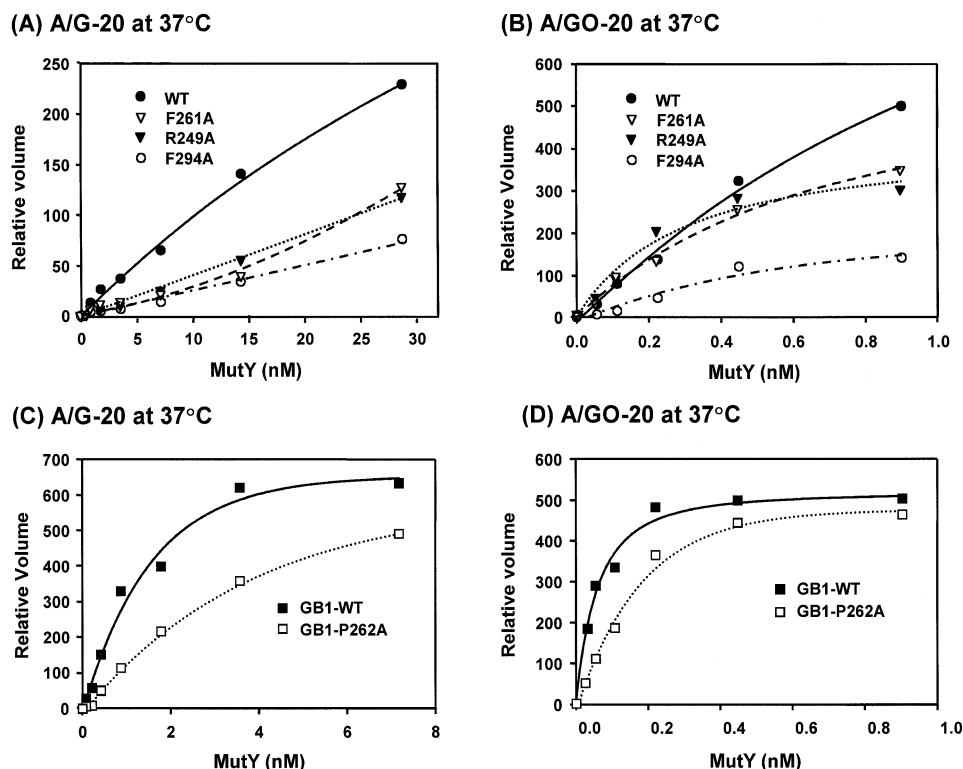 (A) A/G-20 at 37°C
Relative volume
250
200
150
100
50
0
WT
F261A
R249A
F294A
0 5 10 15 20 25 30
MutY (nM)
(B) A/GO-20 at 37°C
Relative Volume
600
500
400
300
200
100
0
WT
F261A
R249A
F294A
0.0 0.2 0.4 0.6 0.8 1.0
MutY (nM)
(C) A/G-20 at 37°C
Relative Volume
700
600
500
400
300
200
100
0
GB1-WT
GB1-P262A
0 2 4 6 8
MutY (nM)
(D) A/GO-20 at 37°C
Relative Volume
600
500
400
300
200
100
0
GB1-WT
GB1-P262A
0.0 0.2 0.4 0.6 0.8 1.0
MutY (nM)